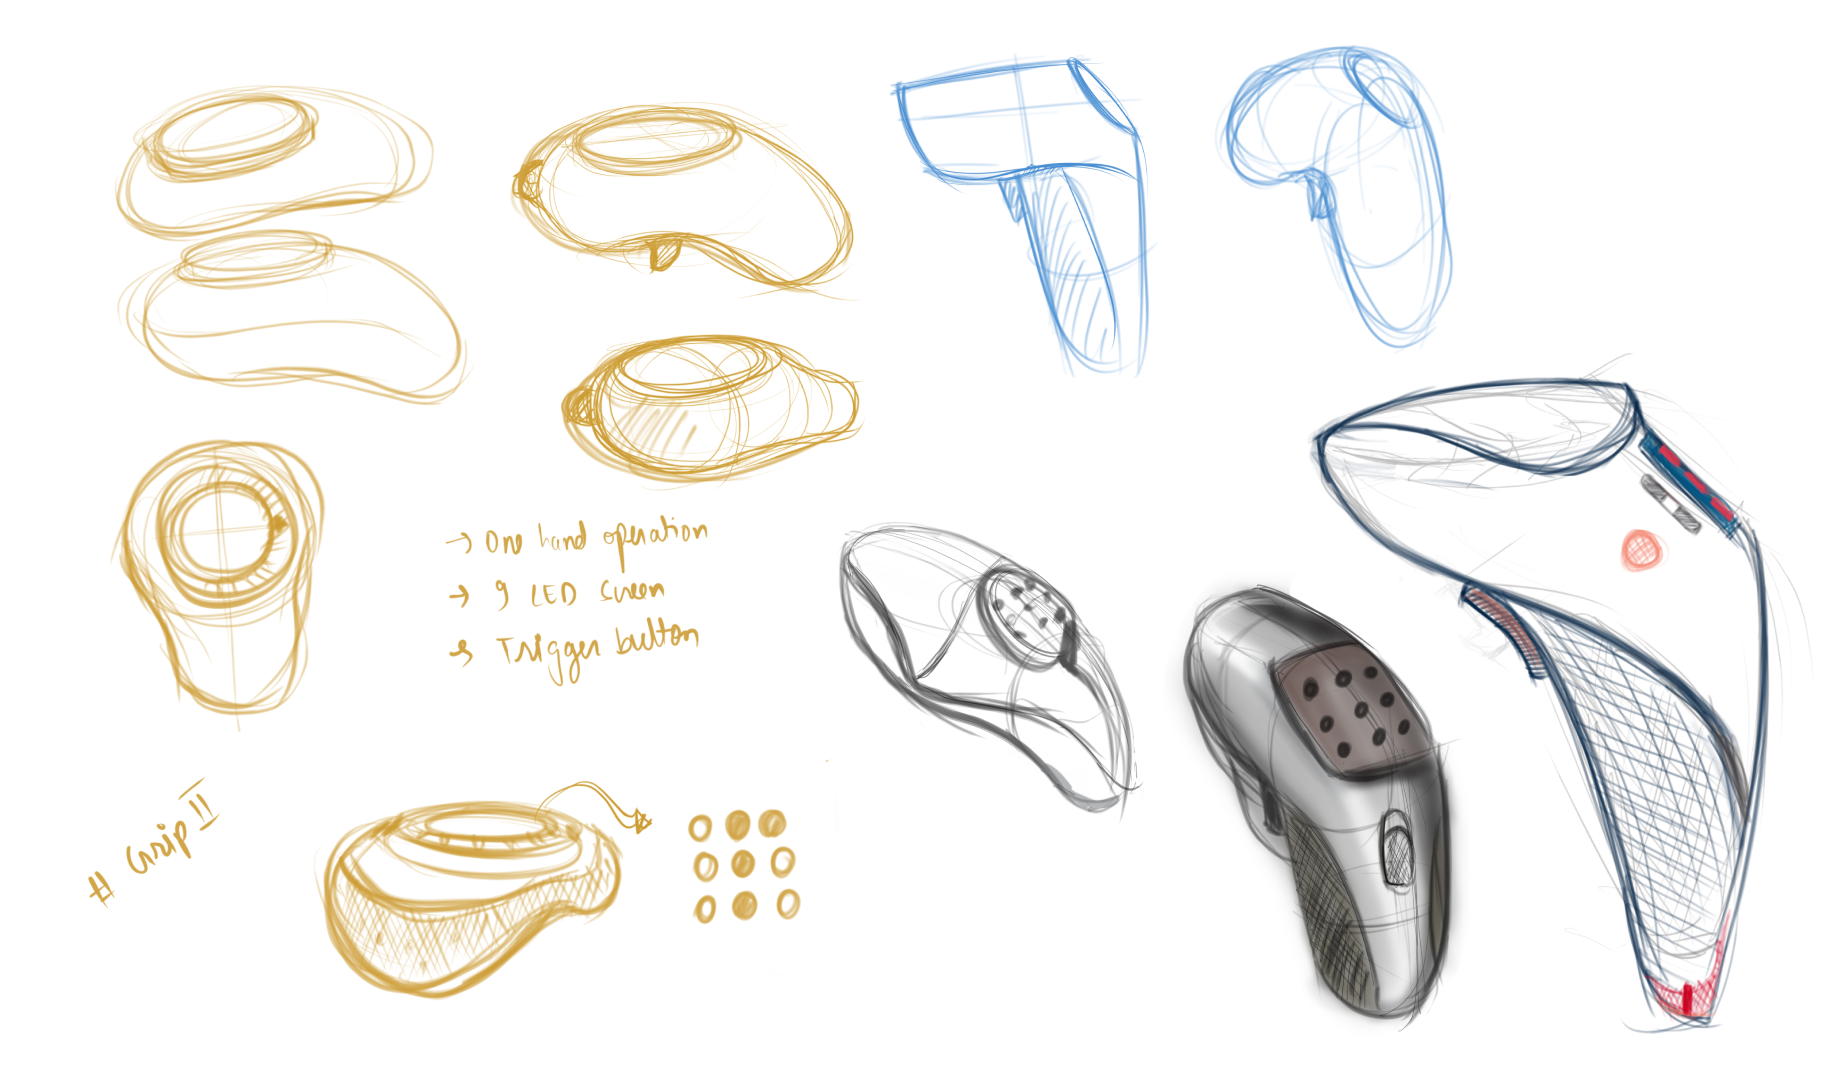 → One hand operation
→ 9 LED Screen
→ Trigger button
# Grip II